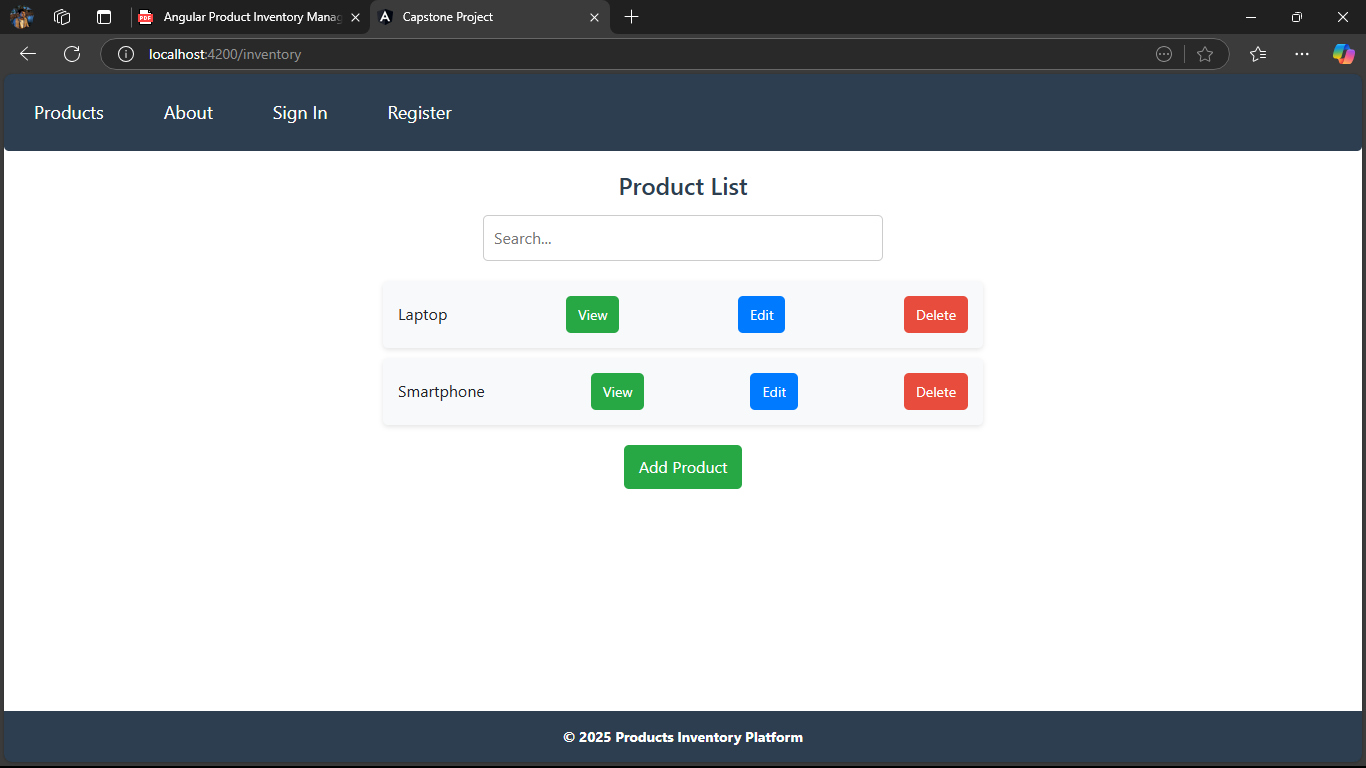 Angular Product Inventory Manag
Capstone Project
localhost:4200/inventory
Products About Sign In Register
Product List
Search...
Laptop View Edit Delete
Smartphone View Edit Delete
Add Product
© 2025 Products Inventory Platform